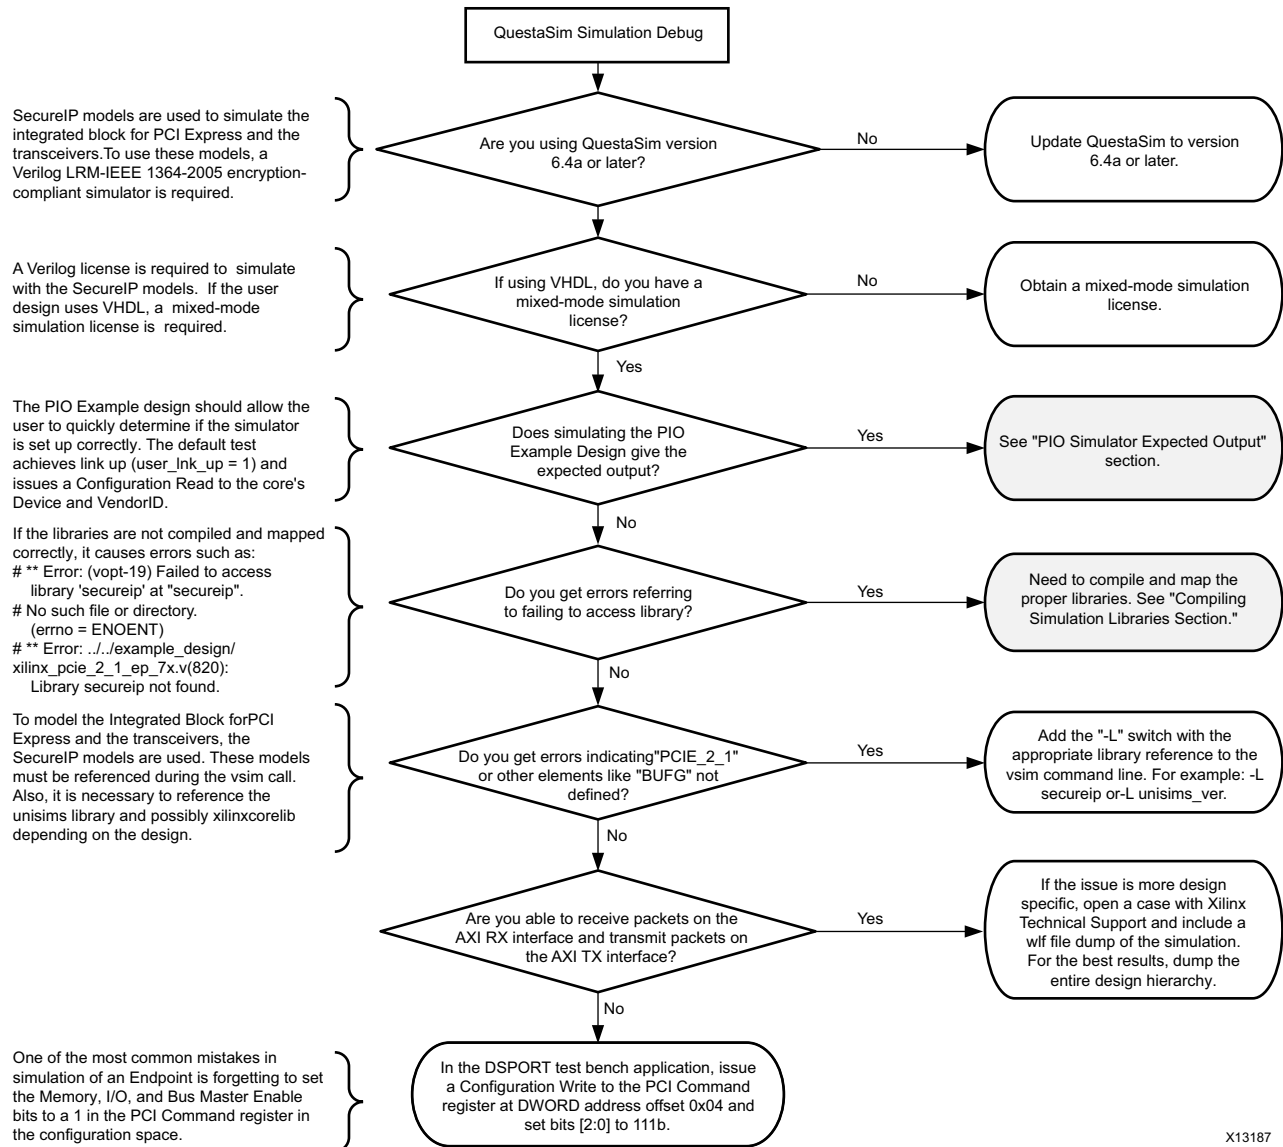 QuestaSim Simulation Debug
SecureIP models are used to simulate the
integrated block for PCI Express and the
transceivers.To use these models, a
Verilog LRM-IEEE 1364-2005 encryption-
compliant simulator is required.
Are you using QuestaSim version
6.4a or later?
No
Update QuestaSim to version
6.4a or later.
A Verilog license is required to simulate
with the SecureIP models. If the user
design uses VHDL, a mixed-mode
simulation license is required.
If using VHDL, do you have a
mixed-mode simulation
license?
No
Obtain a mixed-mode simulation
license.
Yes
The PIO Example design should allow the
user to quickly determine if the simulator
is set up correctly. The default test
achieves link up (user_lnk_up = 1) and
issues a Configuration Read to the core's
Device and VendorID.
Does simulating the PIO
Example Design give the
expected output?
Yes
See "PIO Simulator Expected Output"
section.
No
If the libraries are not compiled and mapped
correctly, it causes errors such as:
# ** Error: (vopt-19) Failed to access
library 'secureip' at "secureip".
# No such file or directory.
(errno = ENOENT)
# ** Error: ../../example_design/
xilinx_pcie_2_1_ep_7x.v(820):
Library secureip not found.
Do you get errors referring
to failing to access library?
Yes
Need to compile and map the
proper libraries. See "Compiling
Simulation Libraries Section."
No
To model the Integrated Block forPCI
Express and the transceivers, the
SecureIP models are used. These models
must be referenced during the vsim call.
Also, it is necessary to reference the
unisims library and possibly xilinxcorelib
depending on the design.
Do you get errors indicating"PCIE_2_1"
or other elements like "BUFG" not
defined?
Yes
Add the "-L" switch with the
appropriate library reference to the
vsim command line. For example: -L
secureip or-L unisims_ver.
No
Are you able to receive packets on the
AXI RX interface and transmit packets on
the AXI TX interface?
Yes
If the issue is more design
specific, open a case with Xilinx
Technical Support and include a
wlf file dump of the simulation.
For the best results, dump the
entire design hierarchy.
No
One of the most common mistakes in
simulation of an Endpoint is forgetting to set
the Memory, I/O, and Bus Master Enable
bits to a 1 in the PCI Command register in
the configuration space.
In the DSPORT test bench application, issue
a Configuration Write to the PCI Command
register at DWORD address offset 0x04 and
set bits [2:0] to 111b.
X13187